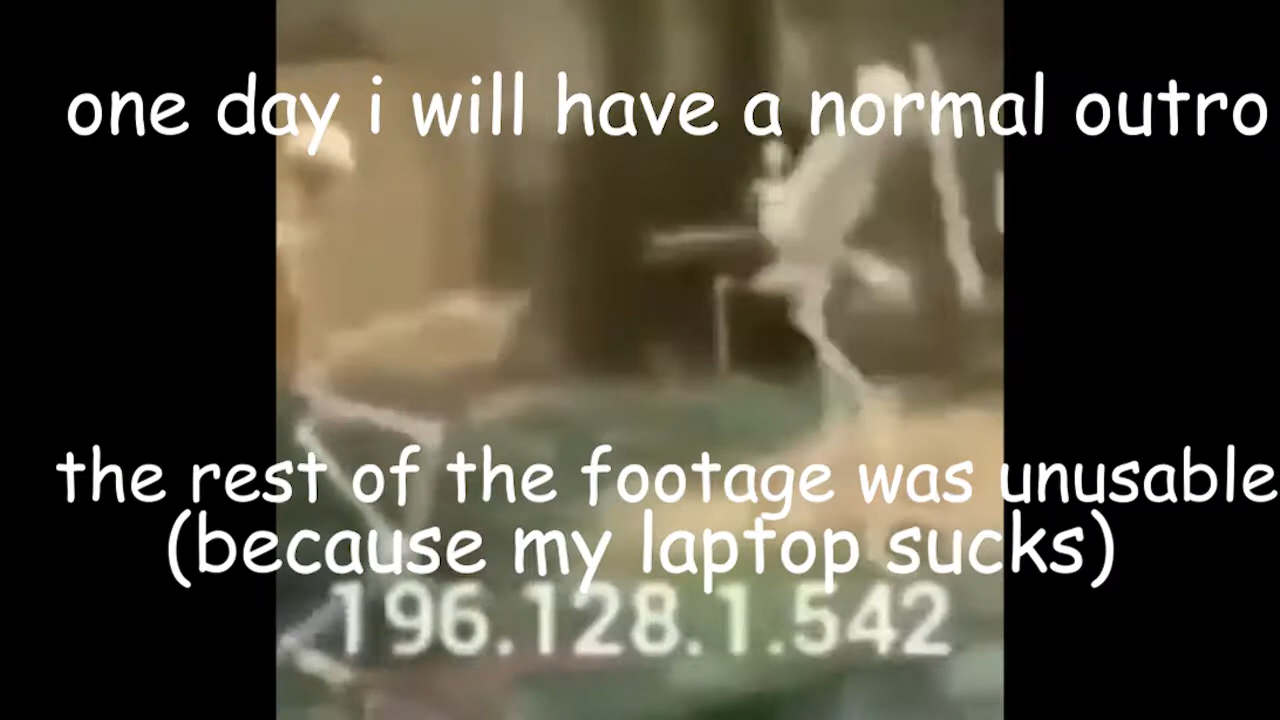 one day i will have a normal outro
the rest of the footage was unusable
(because my laptop sucks)
196.128.1.542